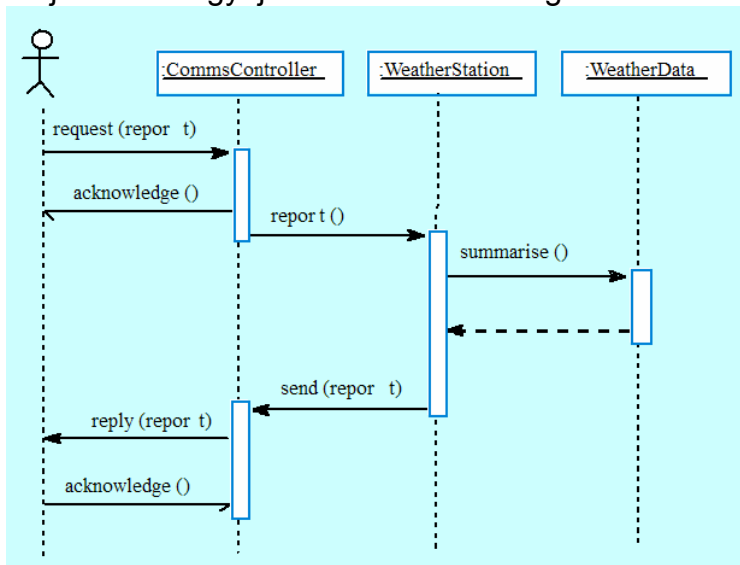 :CommsController
:WeatherStation
:WeatherData
request (repor t)
acknowledge ()
repor t ()
summarise ()
send (repor t)
reply (repor t)
acknowledge ()